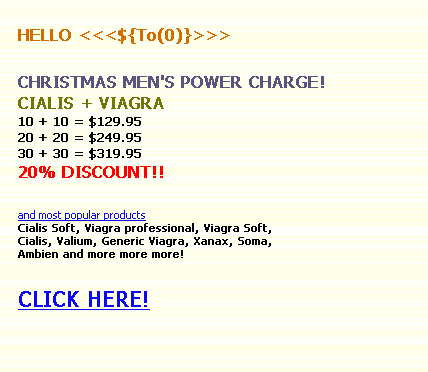 HELLO <<<${To(0)}>>>
CHRISTMAS MEN'S POWER CHARGE!
CIALIS + VIAGRA
10 + 10 = $129.95
20 + 20 = $249.95
30 + 30 = $319.95
20% DISCOUNT!!
and most popular products
Cialis Soft, Viagra professional, Viagra Soft,
Cialis, Valium, Generic Viagra, Xanax, Soma,
Ambien and more more more!
CLICK HERE!